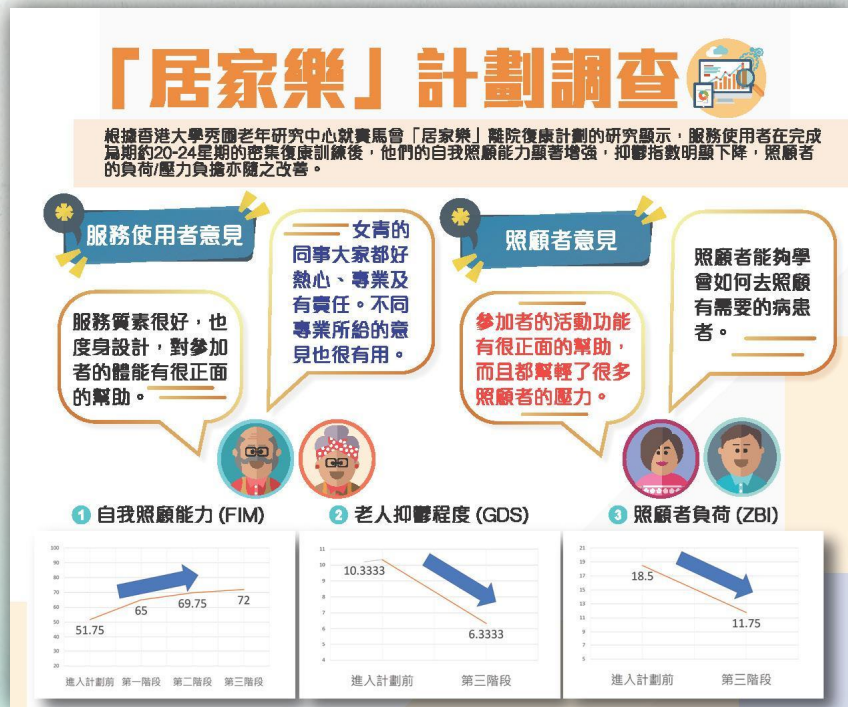 「居家樂」計劃調查
根據香港大學秀圃老年研究中心就賽馬會「居家樂」離院復康計劃的研究顯示，服務使用者在完成
為期約20-24星期的密集復康訓練後，他們的自我照顧能力顯著增強，抑鬱指數明顯下降，照顧者
的負荷/壓力負擔亦隨之改善。
服務使用者意見
服務質素很好，也
度身設計，對參加
者的體能有很正面
的幫助。
女青的
同事大家都好
熱心、專業及
有責任。不同
專業所給的意
見也很有用。
照顧者意見
參加者的活動功能
有很正面的幫助，
而且都幫輕了很多
照顧者的壓力。
照顧者能夠學
會如何去照顧
有需要的病患
者。
1 自我照顧能力 (FIM)
100
90
80
70
60
50
40
30
20
51.75
65
69.75
72
進入計劃前 第一階段 第二階段 第三階段
2 老人抑鬱程度 (GDS)
11
10
9
8
7
6
5
4
10.3333
6.3333
進入計劃前 第三階段
3 照顧者負荷 (ZBI)
21
19
17
15
13
11
9
7
5
18.5
11.75
進入計劃前 第三階段